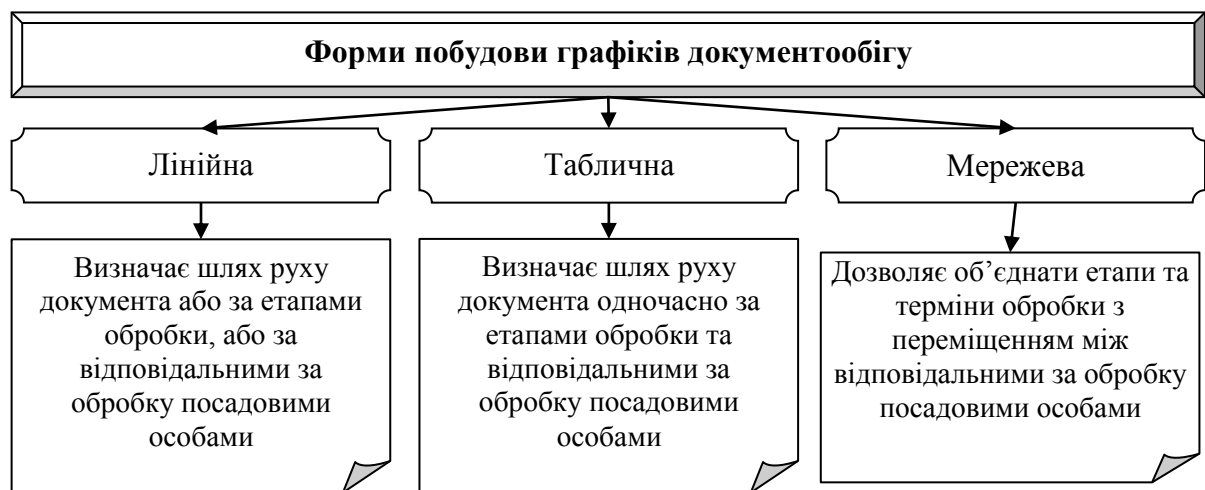 Форми побудови графіків документообігу
Лінійна
Таблична
Мережева
Визначає шлях руху
документа або за етапами
обробки, або за
відповідальними за
обробку посадовими
особами
Визначає шлях руху
документа одночасно за
етапами обробки та
відповідальними за
обробку посадовими
особами
Дозволяє об’єднати етапи та
терміни обробки з
переміщенням між
відповідальними за обробку
посадовими особами